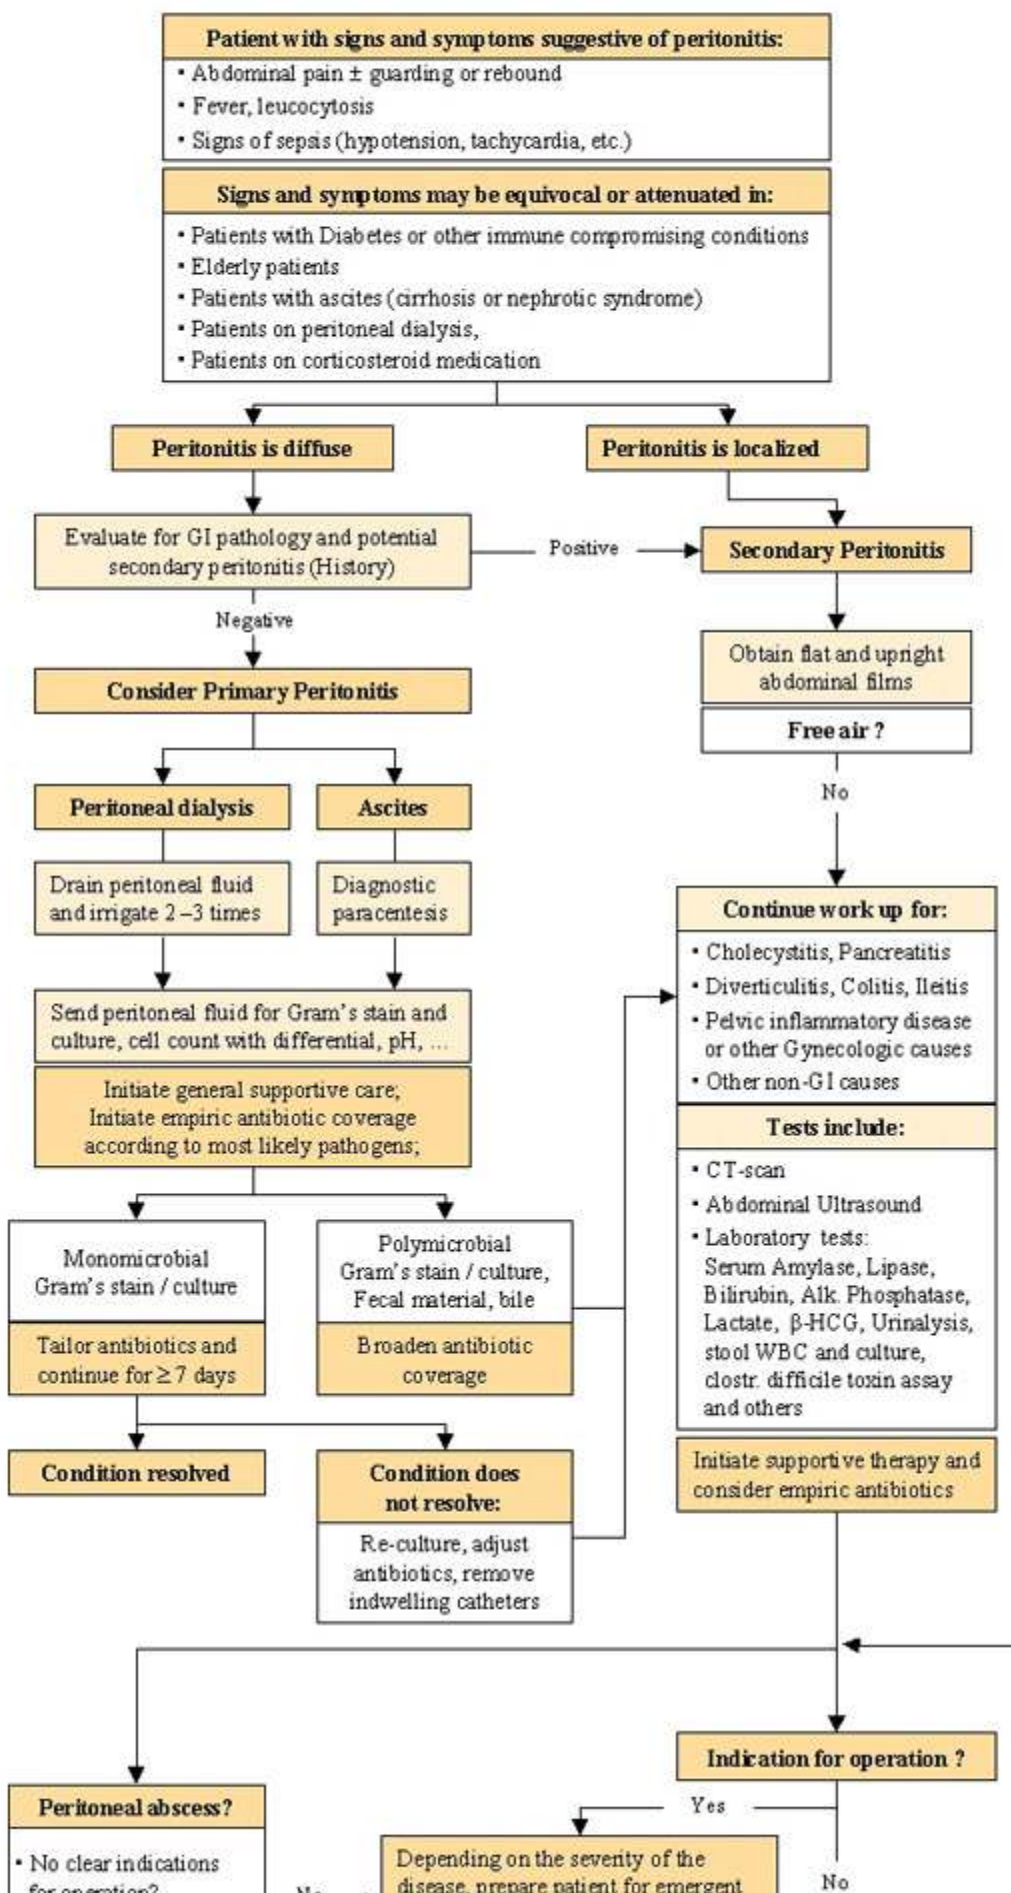 Patient with signs and symptoms suggestive of peritonitis:
• Abdominal pain ± guarding or rebound
• Fever, leucocytosis
• Signs of sepsis (hypotension, tachycardia, etc.)
Signs and symptoms may be equivocal or attenuated in:
• Patients with Diabetes or other immune compromising conditions
• Elderly patients
• Patients with ascites (cirrhosis or nephrotic syndrome)
• Patients on peritoneal dialysis,
• Patients on corticosteroid medication
Peritonitis is diffuse
Peritonitis is localized
Evaluate for GI pathology and potential
secondary peritonitis (History)
Positive
Secondary Peritonitis
Negative
Obtain flat and upright
abdominal films
Consider Primary Peritonitis
Free air ?
No
Peritoneal dialysis
Ascites
Drain peritoneal fluid
and irrigate 2–3 times
Diagnostic
paracentesis
Continue work up for:
• Cholecystitis, Pancreatitis
• Diverticulitis, Colitis, Ileitis
• Pelvic inflammatory disease
or other Gynecologic causes
• Other non-GI causes
Send peritoneal fluid for Gram's stain and
culture, cell count with differential, pH, ...
Initiate general supportive care;
Initiate empiric antibiotic coverage
according to most likely pathogens;
Tests include:
• CT-scan
• Abdominal Ultrasound
• Laboratory tests:
Serum Amylase, Lipase,
Bilirubin, Alk. Phosphatase,
Lactate, β-HCG, Urinalysis,
stool WBC and culture,
clostr. difficile toxin assay
and others
Monomicrobial
Gram's stain / culture
Polymicrobial
Gram's stain / culture,
Fecal material, bile
Tailor antibiotics and
continue for ≥ 7 days
Broaden antibiotic
coverage
Condition resolved
Condition does
not resolve:
Re-culture, adjust
antibiotics, remove
indwelling catheters
Initiate supportive therapy and
consider empiric antibiotics
Indication for operation ?
Yes
Peritoneal abscess?
• No clear indications
for operation?
No
Depending on the severity of the
disease, prepare patient for emergent
No